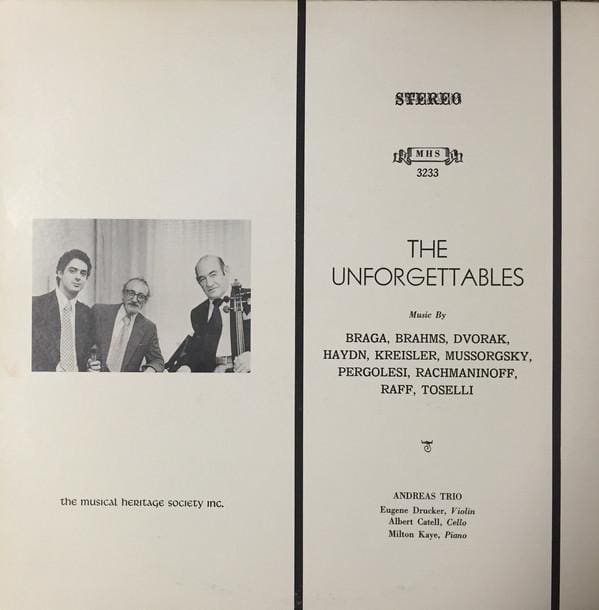 the musical heritage society inc.
STEREO
MHS
3233
THE
UNFORGETTABLES
Music By
BRAGA, BRAHMS, DVORAK,
HAYDN, KREISLER, MUSSORGSKY,
PERGOLESI, RACHMANINOFF,
RAFF, TOSELLI
ANDREAS TRIO
Eugene Drucker, Violin
Albert Catell, Cello
Milton Kaye, Piano